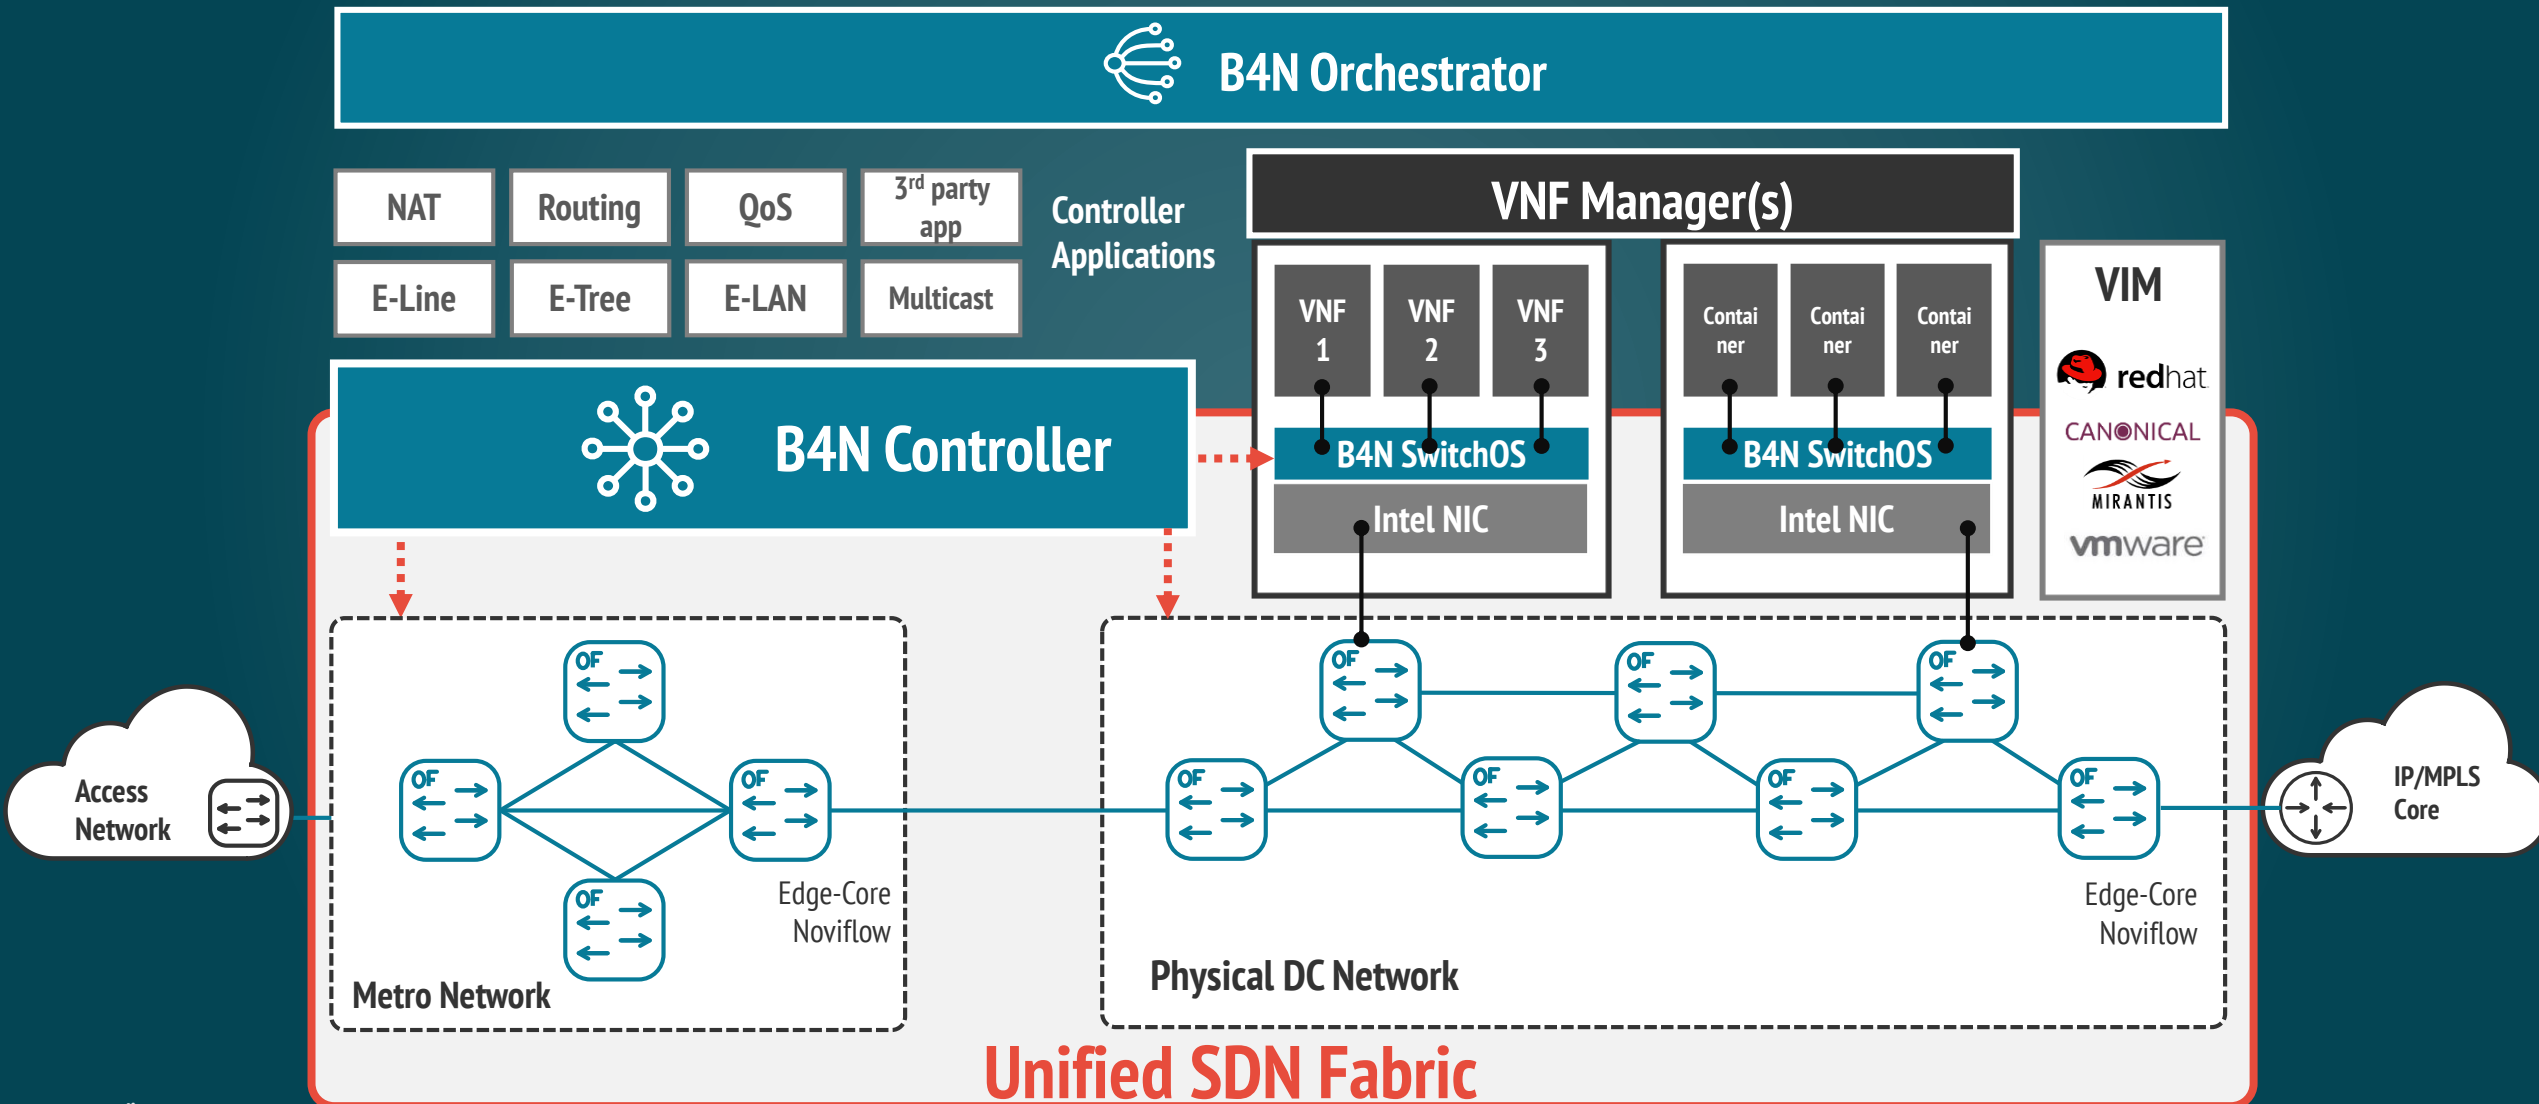 B4N Orchestrator
NAT
Routing
QoS
3rd party
app
E-Line
E-Tree
E-LAN
Multicast
Controller
Applications
VNF Manager(s)
VNF
1
VNF
2
VNF
3
Contai
ner
Contai
ner
Contai
ner
VIM
redhat
CANONICAL
MIRANTIS
vmware
B4N Controller
B4N SwitchOS
B4N SwitchOS
Intel NIC
Intel NIC
OF
OF
OF
OF
Edge-Core
Noviflow
Metro Network
OF
OF
OF
OF
OF
OF
OF
Edge-Core
Noviflow
Physical DC Network
Access
Network
IP/MPLS
Core
Unified SDN Fabric